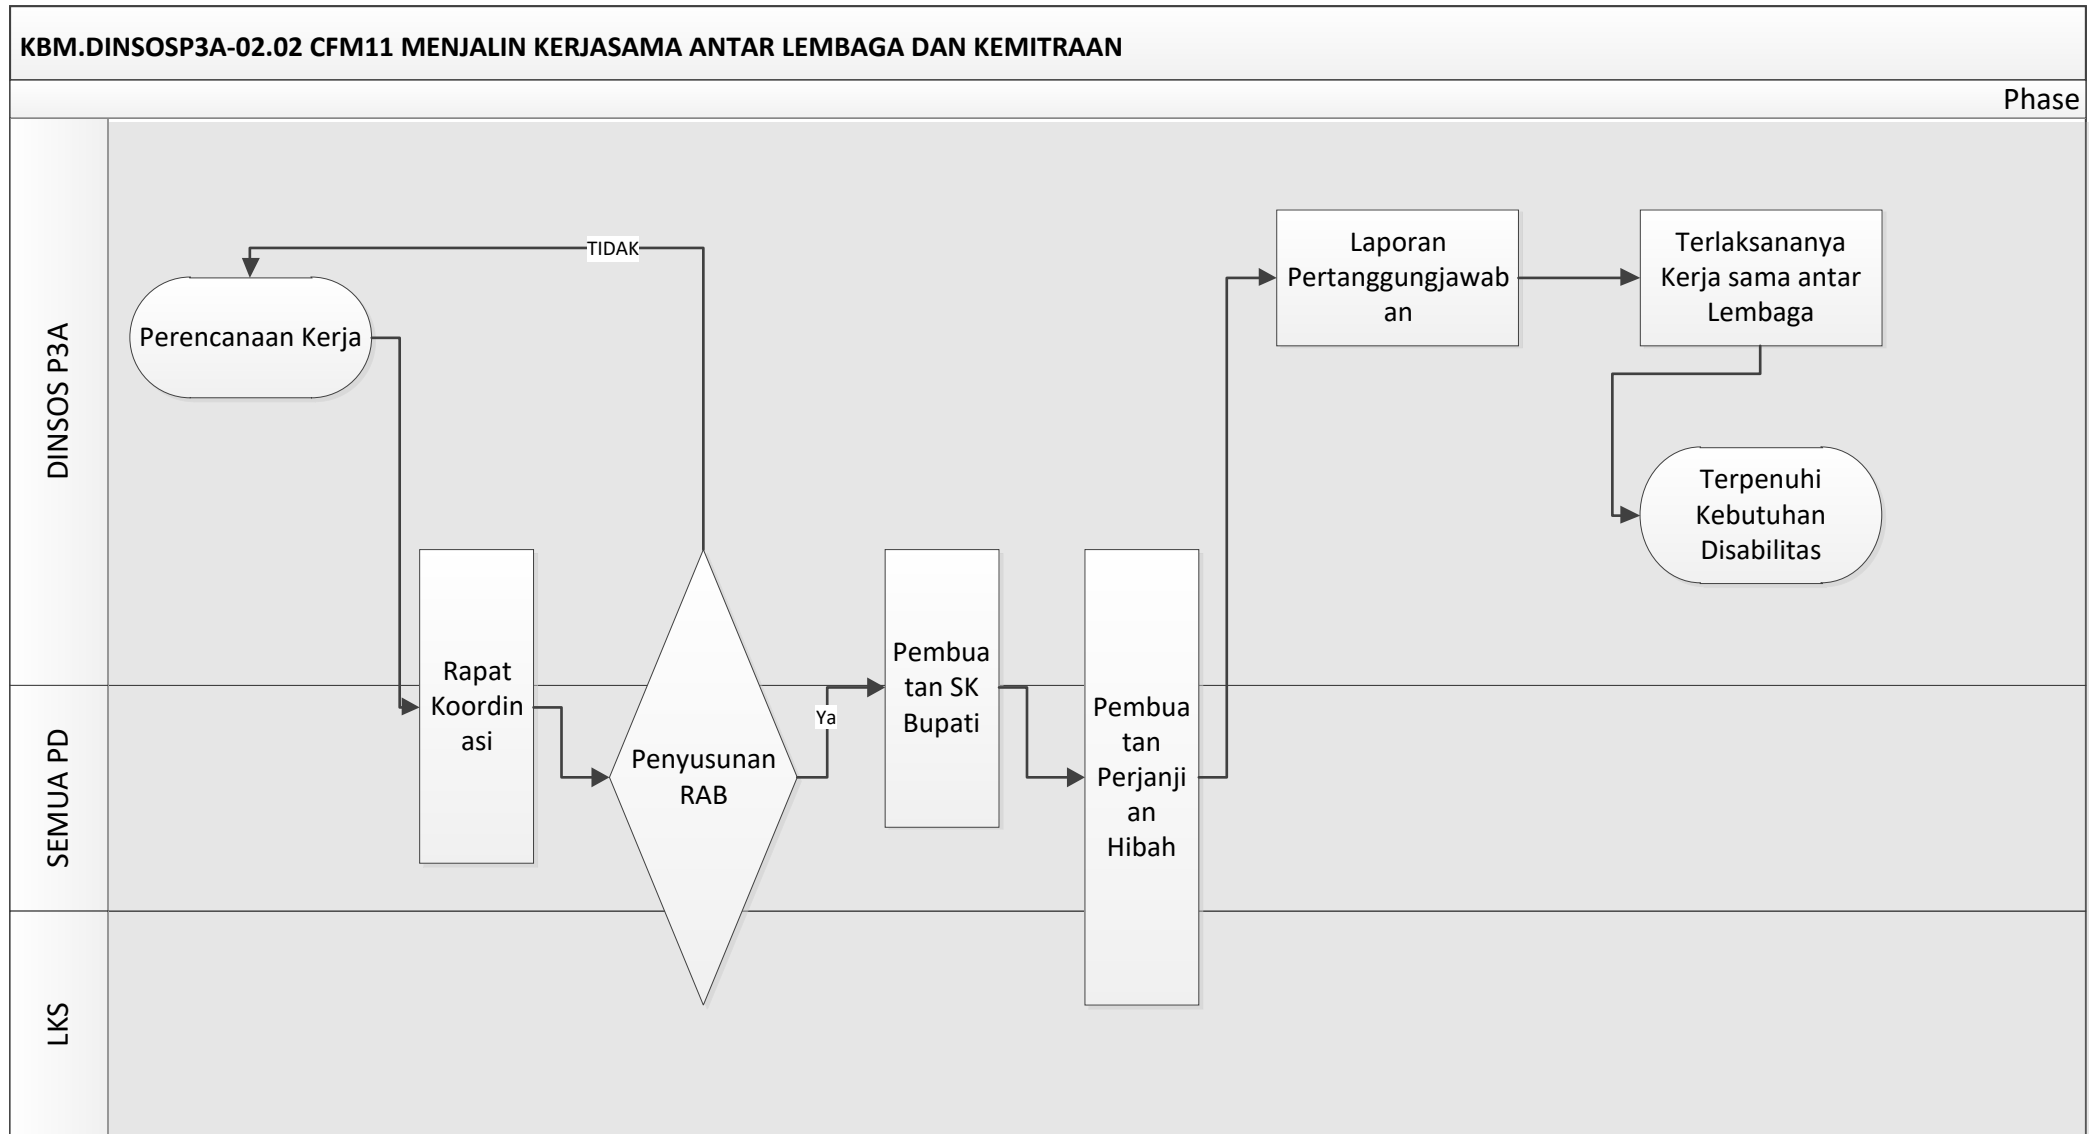 KBM.DINSOSP3A-02.02 CFM11 MENJALIN KERJASAMA ANTAR LEMBAGA DAN KEMITRAAN
Phase
DINSOS P3A
TIDAK
Perencanaan Kerja
Laporan
Pertanggungjawab
an
Terlaksananya
Kerja sama antar
Lembaga
Terpenuhi
Kebutuhan
Disabilitas
Rapat
Koordin
asi
Penyusunan
RAB
Ya
Pembua
tan SK
Bupati
Pembua
tan
Perjanji
an
Hibah
SEMUA PD
LKS